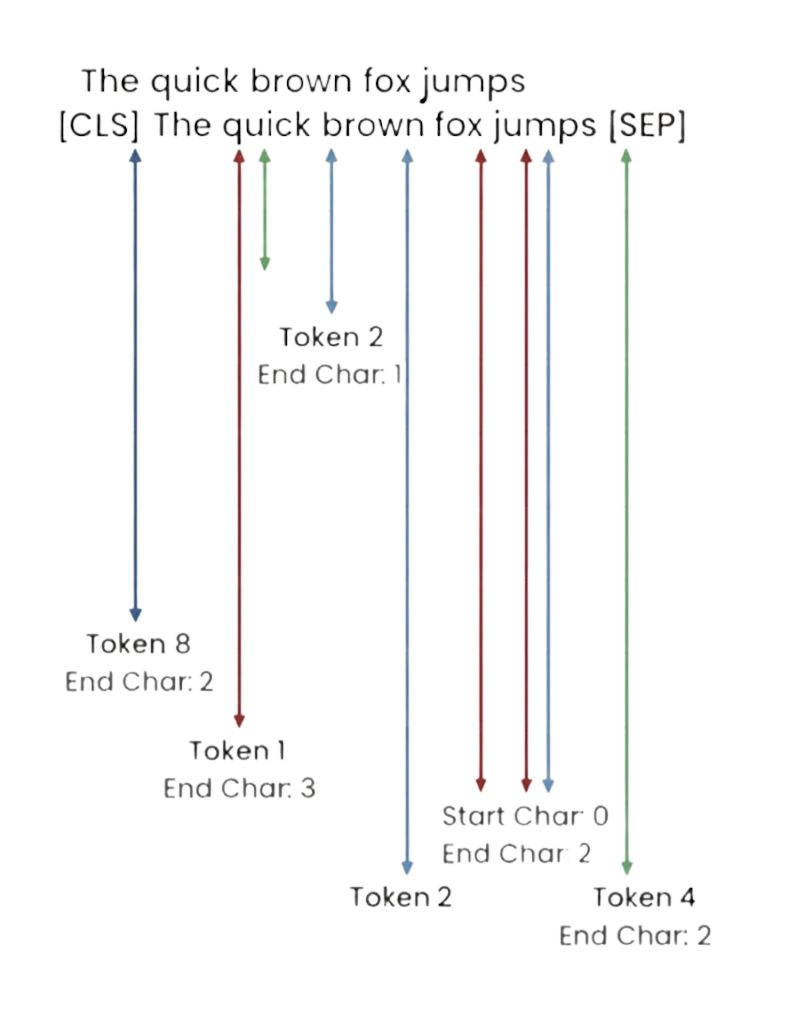 The quick brown fox jumps
[CLS] The quick brown fox jumps [SEP]
Token 2
End Char: 1
Token 8
End Char: 2
Token 1
End Char: 3
Start Char: 0
End Char: 2
Token 2
Token 4
End Char: 2